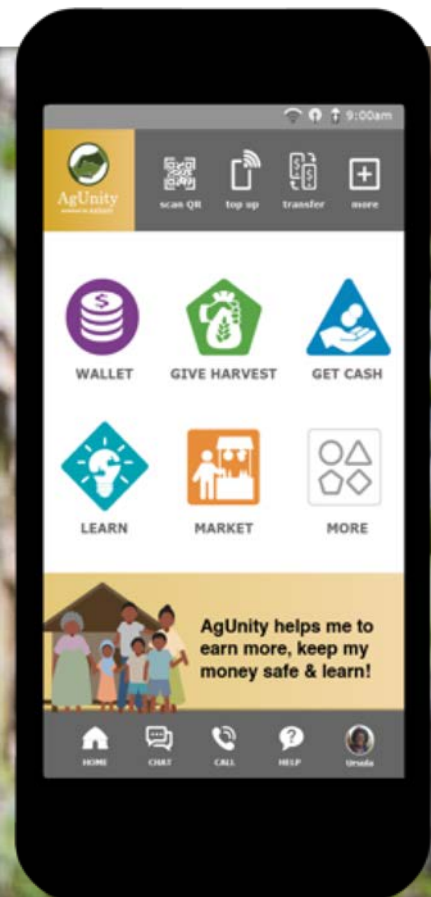 9:00am
AgUnity
scan QR
top up
transfer
more
WALLET
GIVE HARVEST
GET CASH
LEARN
MARKET
MORE
AgUnity helps me to
earn more, keep my
money safe & learn!
HOME
CHAT
CALL
HELP
Ursula